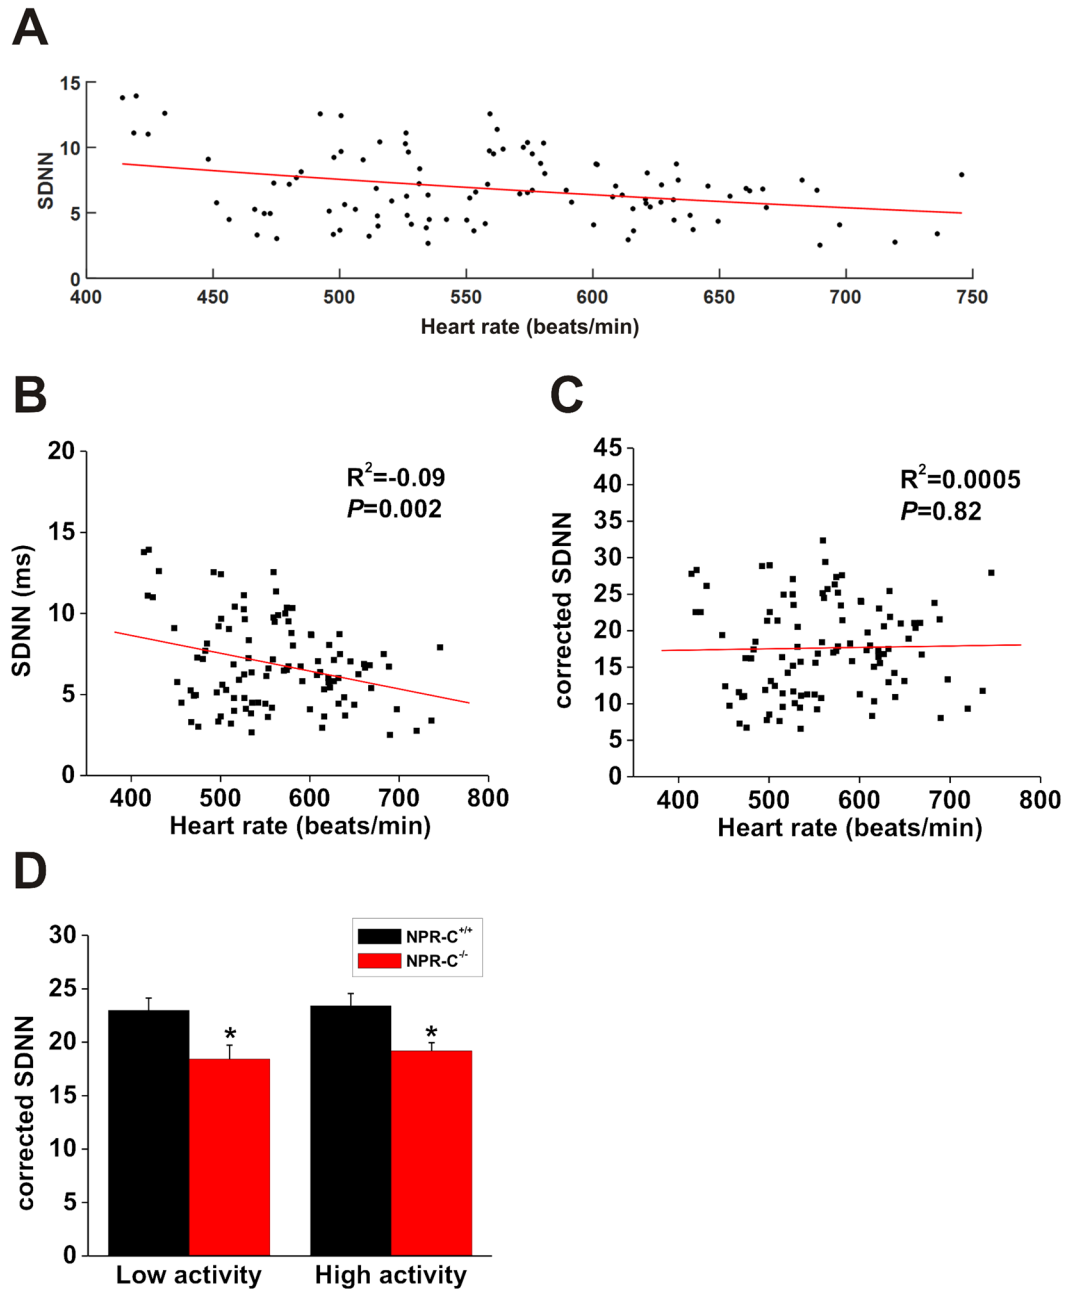 A
15
10
5
0
SDNN
400 450 500 550 600 650 700 750
Heart rate (beats/min)
B
20
15
10
5
0
SDNN (ms)
R²=-0.09
P=0.002
400 500 600 700 800
Heart rate (beats/min)
C
45
40
35
30
25
20
15
10
5
0
corrected SDNN
R²=0.0005
P=0.82
400 500 600 700 800
Heart rate (beats/min)
D
30
25
20
15
10
5
0
corrected SDNN
NPR-C+/+
NPR-C-/-
* *
Low activity High activity